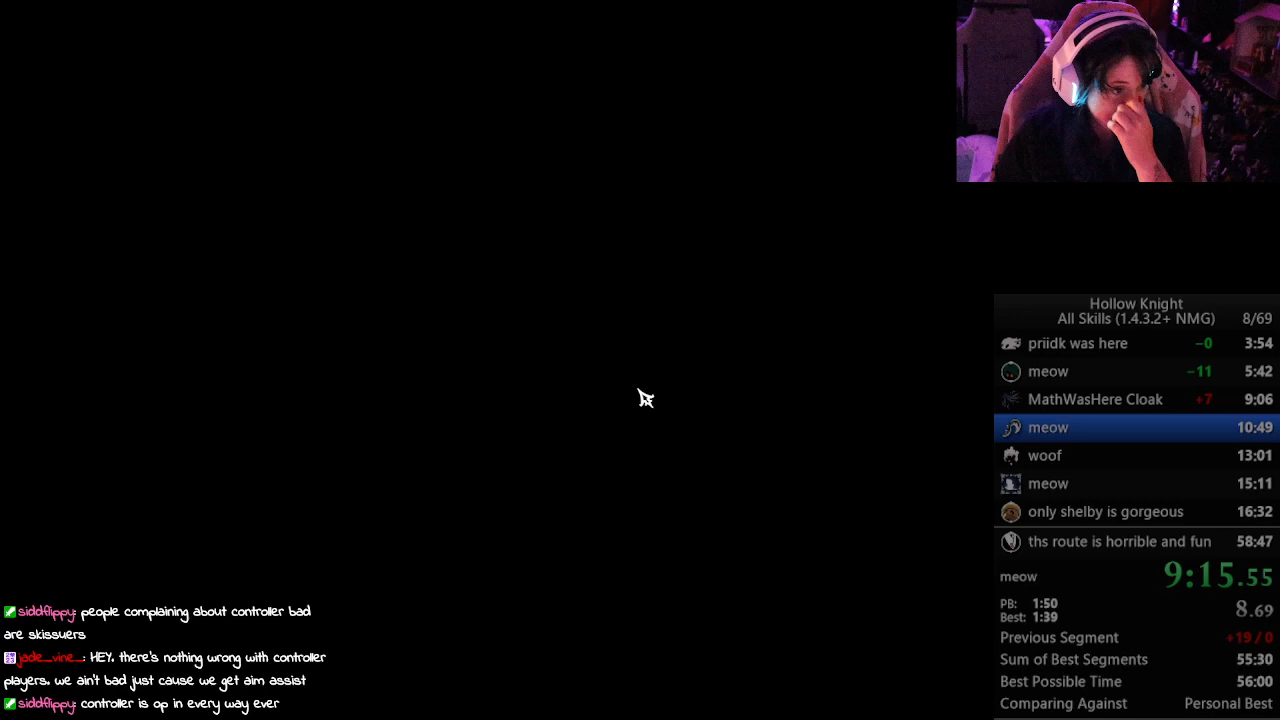 Hollow Knight
All Skills (1.4.3.2+ NMG) 8/69
priidk was here -0 3:54
meow -11 5:42
MathWasHere Cloak +7 9:06
meow 10:49
woof 13:01
meow 15:11
only shelby is gorgeous 16:32
ths route is horrible and fun 58:47
meow 9:15.55
PB: 1:50 8.69
Best: 1:39
Previous Segment +19 / 0
Sum of Best Segments 55:30
Best Possible Time 56:00
Comparing Against Personal Best
siddflippy: people complaining about controller bad
are skissuers
jade_vine_: HEY. there's nothing wrong with controller
players. we ain't bad just cause we get aim assist
siddflippy: controller is op in every way ever